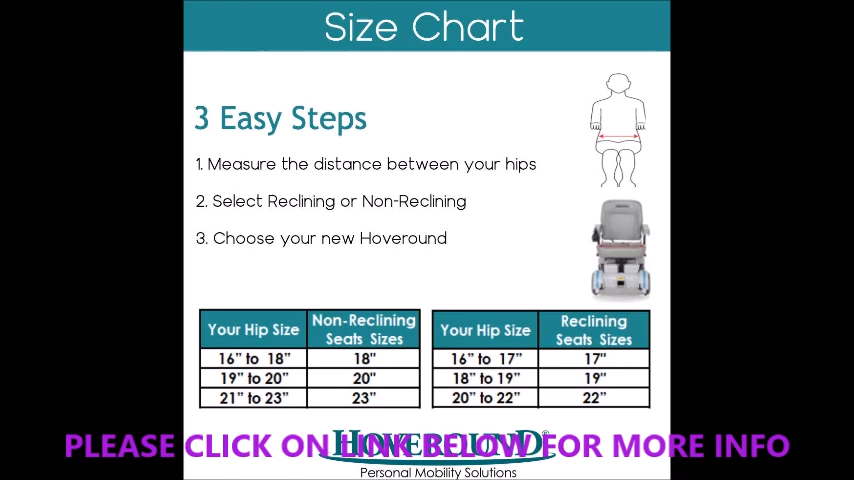 Size Chart
3 Easy Steps
1. Measure the distance between your hips
2. Select Reclining or Non-Reclining
3. Choose your new Hoveround
Your Hip Size Non-Reclining Seats Sizes
16” to 18” 18"
19” to 20” 20"
21” to 23” 23”
Your Hip Size Reclining Seats Sizes
16” to 17” 17"
18” to 19” 19"
20” to 22” 22”
HOVEROUND®
PLEASE CLICK ON LINK BELOW FOR MORE INFO
Personal Mobility Solutions